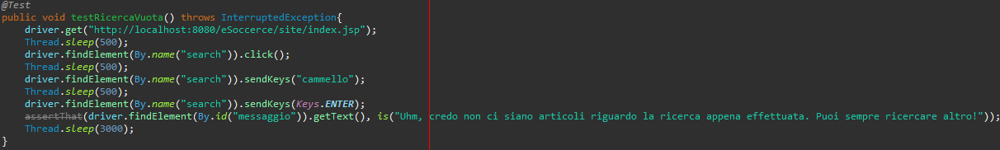 @Test
public void testRicercaVuota() throws InterruptedException{
driver.get("http://localhost:8080/eSoccerce/site/index.jsp");
Thread.sleep(500);
driver.findElement(By.name("search")).click();
Thread.sleep(500);
driver.findElement(By.name("search")).sendKeys("cammello");
Thread.sleep(500);
driver.findElement(By.name("search")).sendKeys(Keys.ENTER);
assertThat(driver.findElement(By.id("messaggio")).getText(), is("Uhm, credo non ci siano articoli riguardo la ricerca appena effettuata. Puoi sempre ricercare altro!"));
Thread.sleep(3000);
}